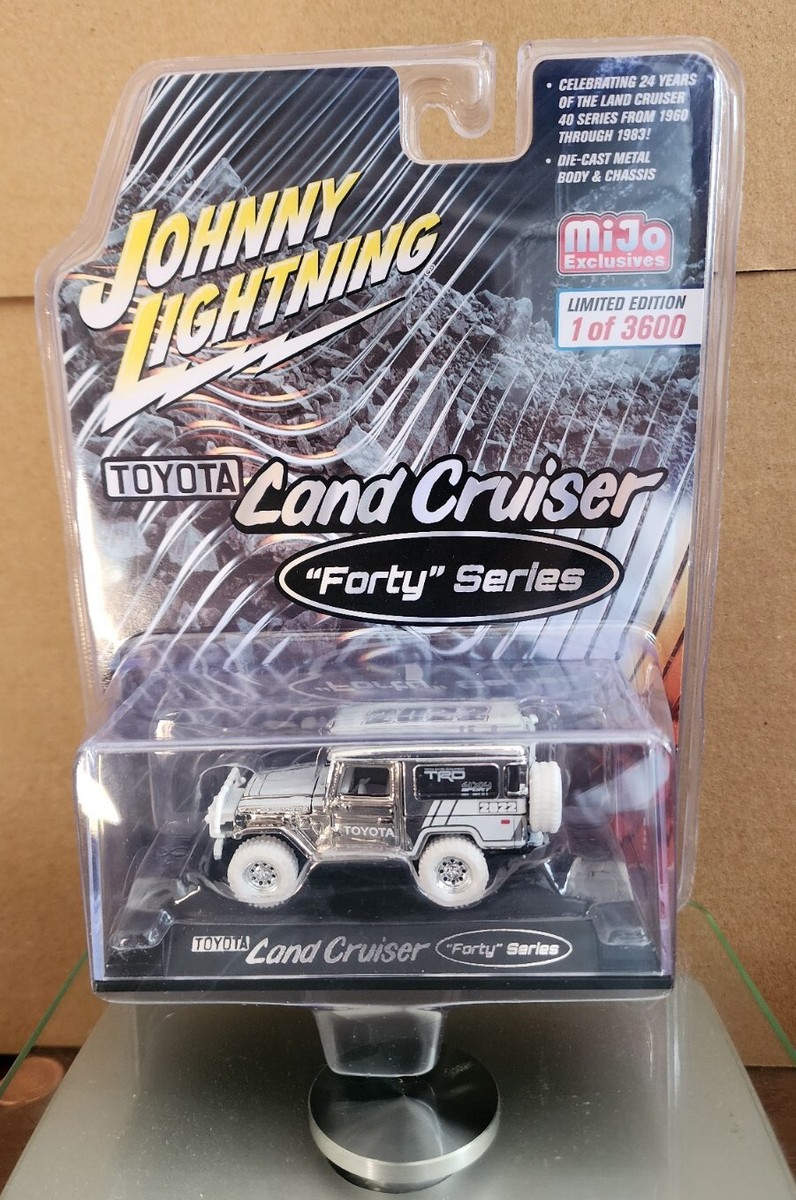 • CELEBRATING 24 YEARS
OF THE LAND CRUISER
40 SERIES FROM 1960
THROUGH 1983!
• DIE-CAST METAL
BODY & CHASSIS
JOHNNY
LIGHTNING®
MiJo
Exclusives
LIMITED EDITION
1 of 3600
TOYOTA Land Cruiser
"Forty" Series
2022
TRD
SPORT
2022
TOYOTA
TOYOTA Land Cruiser "Forty" Series